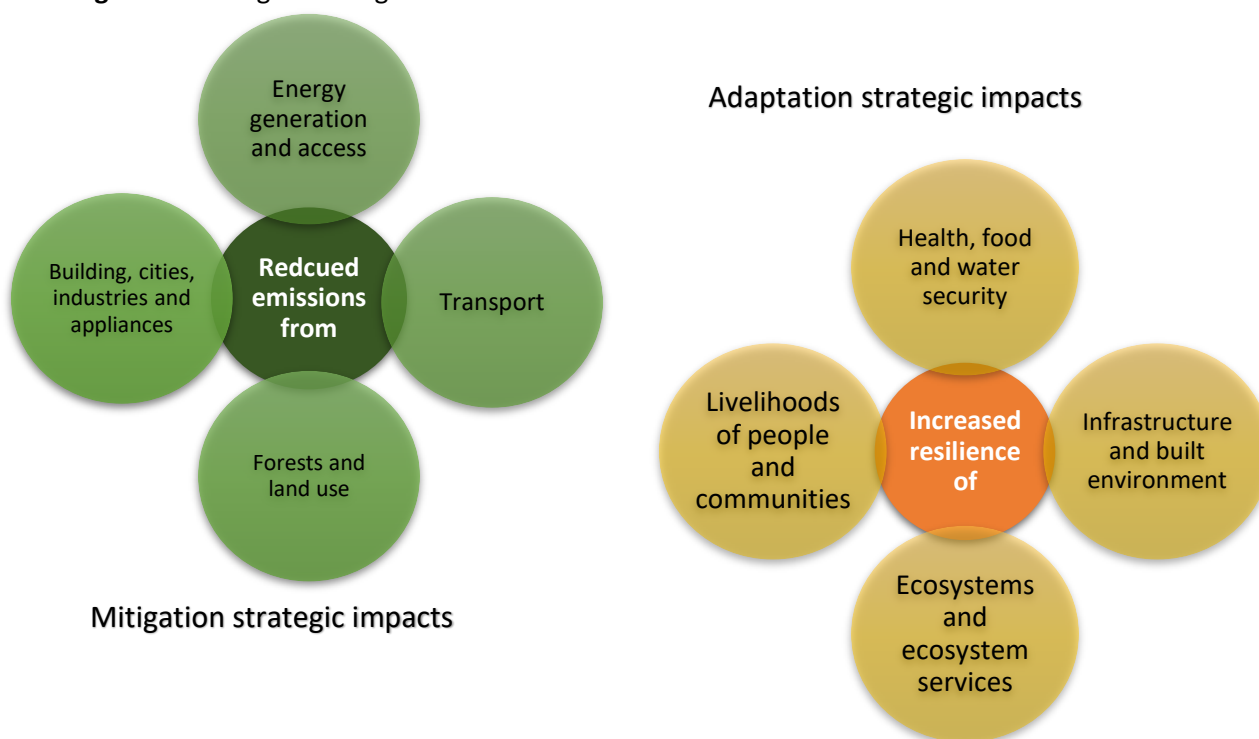 Energy
generation
and access
Building, cities,
industries and
appliances
Redcued
emissions
from
Transport
Forests and
land use
Mitigation strategic impacts
Adaptation strategic impacts
Health, food
and water
security
Livelihoods
of people
and
communities
Increased
resilience
of
Infrastructure
and built
environment
Ecosystems
and
ecosystem
services